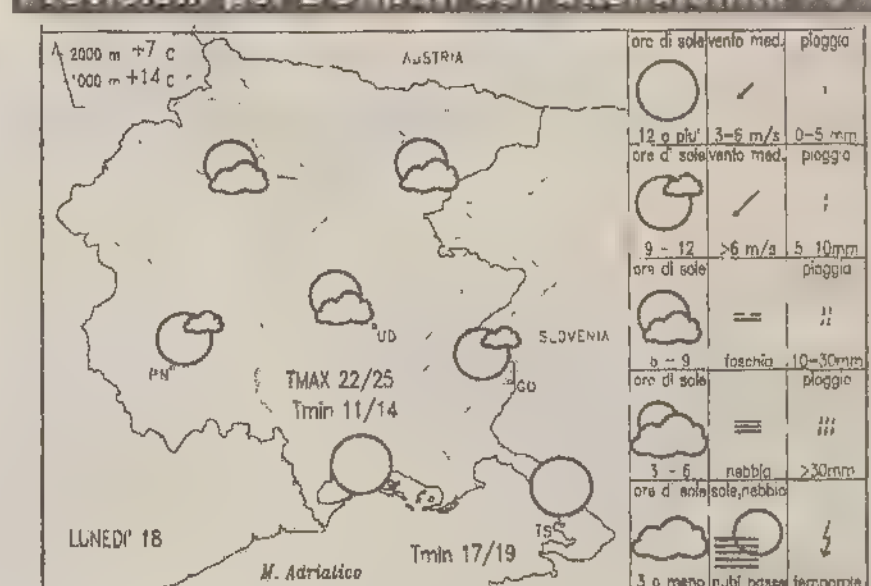 AUSTRIA
2000 m +7 c
1000 m +14 c
SLOVENIA
UD
PN
GO
TMAX 22/25
Tmin 11/14
TS
Tmin 17/19
LUNEDI' 18
M. Adriatico
ore di sole vento med. pioggia
12 o piu' 3-6 m/s 0-5 mm
ore di sole vento med. pioggia
9 - 12 >6 m/s 5 10mm
ore di sole pioggia
6 - 9 foschia 10-30mm
ore di sole pioggia
3 - 6 nebbia >30mm
ore di sole sole,nebbia
3 o meno nubi basse temporale